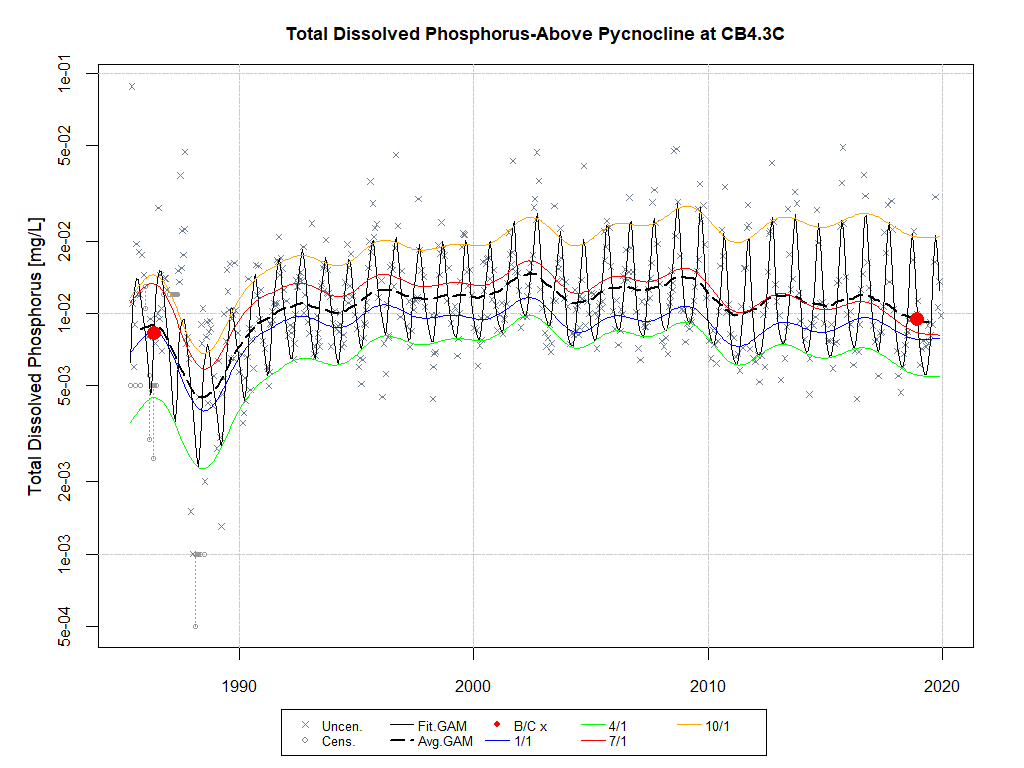 Total Dissolved Phosphorus-Above Pycnocline at CB4.3C
Total Dissolved Phosphorus [mg/L]
1e-01
5e-02
2e-02
1e-02
5e-03
2e-03
1e-03
5e-04
1990 2000 2010 2020
Uncen. Fit.GAM B/C x 4/1 10/1
Cens. Avg.GAM 1/1 7/1